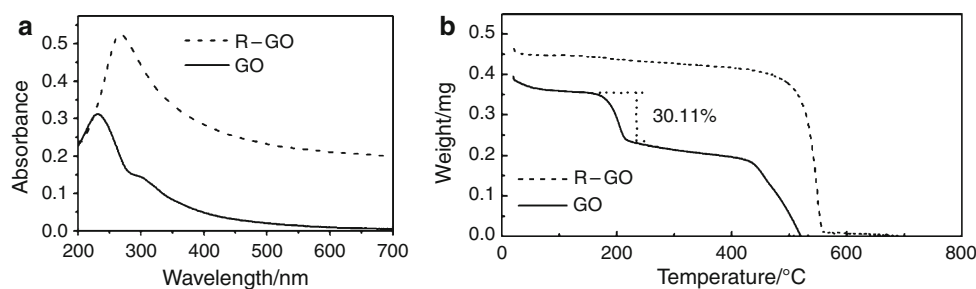 a
R–GO
GO
Absorbance
0.5
0.4
0.3
0.2
0.1
0.0
200 300 400 500 600 700
Wavelength/nm
b
0.5
0.4
0.3
0.2
0.1
0.0
Weight/mg
30.11%
R–GO
GO
0 200 400 600 800
Temperature/°C